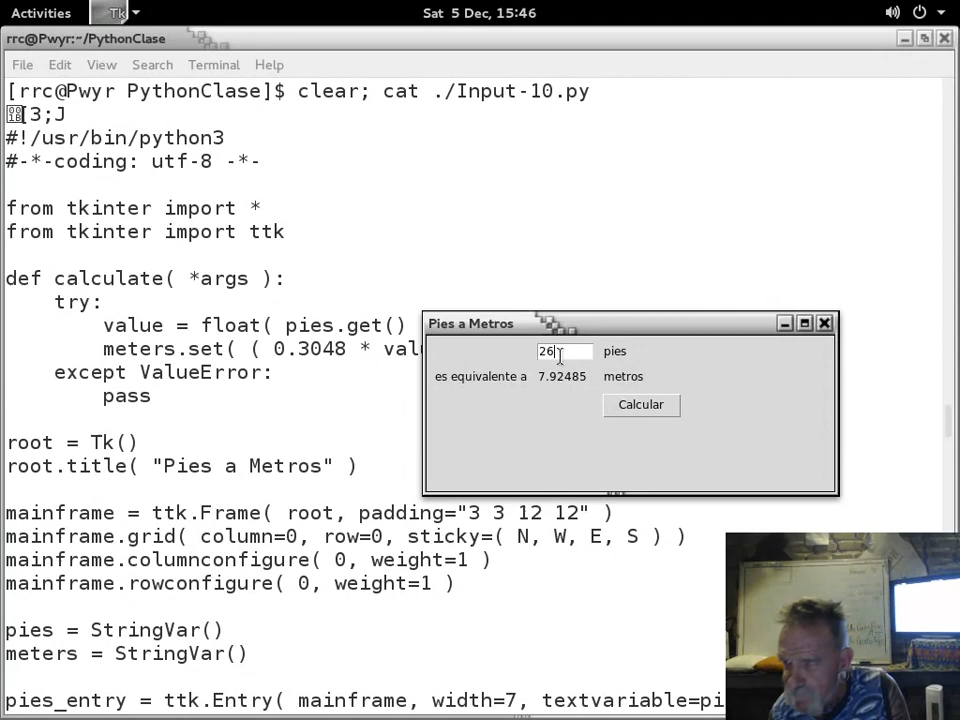 Activities Tk Sat 5 Dec, 15:46
rrc@Pwyr:~/PythonClase
File Edit View Search Terminal Help
[rrc@Pwyr PythonClase]$ clear; cat ./Input-10.py
[3;J
#!/usr/bin/python3
#-*-coding: utf-8 -*-
from tkinter import *
from tkinter import ttk
def calculate( *args ):
try:
value = float( pies.get()
meters.set( ( 0.3048 * val
except ValueError:
pass
root = Tk()
root.title( "Pies a Metros" )
mainframe = ttk.Frame( root, padding="3 3 12 12" )
mainframe.grid( column=0, row=0, sticky=( N, W, E, S ) )
mainframe.columnconfigure( 0, weight=1 )
mainframe.rowconfigure( 0, weight=1 )
pies = StringVar()
meters = StringVar()
pies_entry = ttk.Entry( mainframe, width=7, textvariable=pi
Pies a Metros
26 pies
es equivalente a 7.92485 metros
Calcular